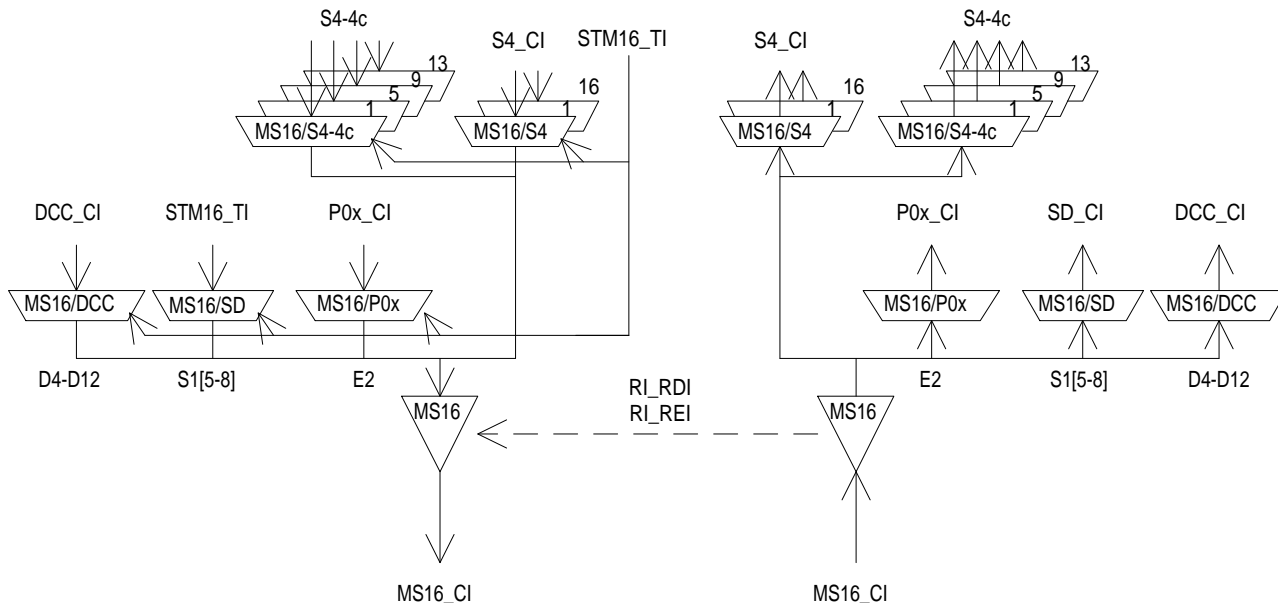 S4-4c
S4_CI
STM16_TI
13
9
5
1
MS16/S4-4c
16
1
MS16/S4
S4_CI
S4-4c
16
1
MS16/S4
13
9
5
1
MS16/S4-4c
DCC_CI
STM16_TI
P0x_CI
MS16/DCC
MS16/SD
MS16/P0x
D4-D12
S1[5-8]
E2
P0x_CI
SD_CI
DCC_CI
MS16/P0x
MS16/SD
MS16/DCC
E2
S1[5-8]
D4-D12
RI_RDI
RI_REI
MS16
MS16
MS16_CI
MS16_CI